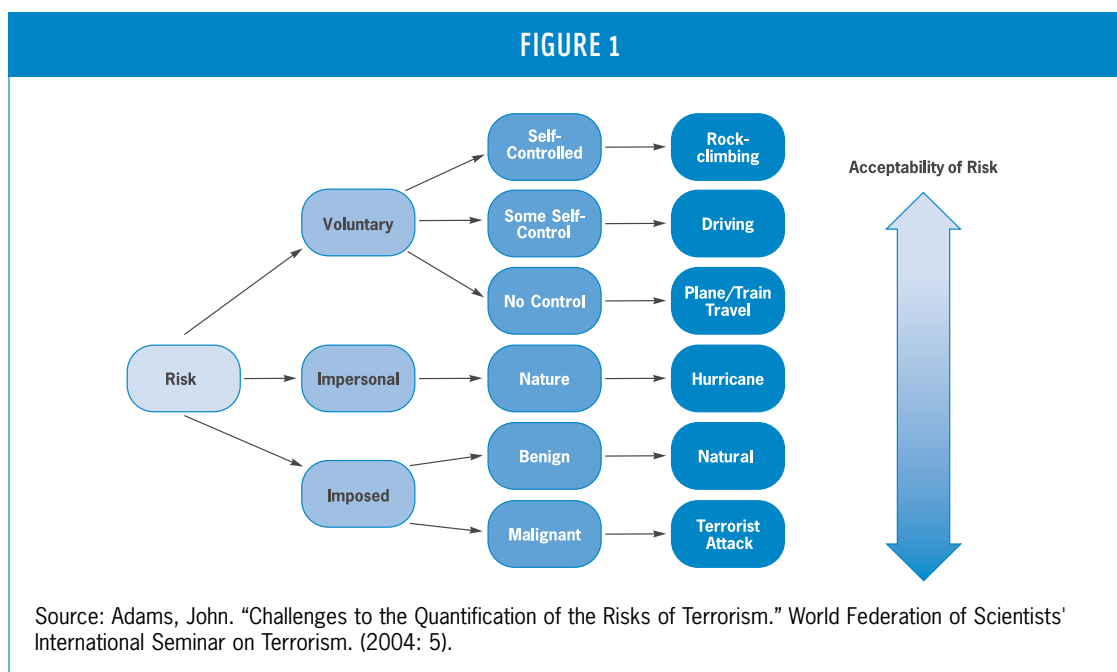 FIGURE 1
Self-
Controlled
Rock-
climbing
Acceptability of Risk
Voluntary
Some Self-
Control
Driving
No Control
Plane/Train
Travel
Risk
Impersonal
Nature
Hurricane
Imposed
Benign
Natural
Malignant
Terrorist
Attack
Source: Adams, John. “Challenges to the Quantification of the Risks of Terrorism.” World Federation of Scientists'
International Seminar on Terrorism. (2004: 5).